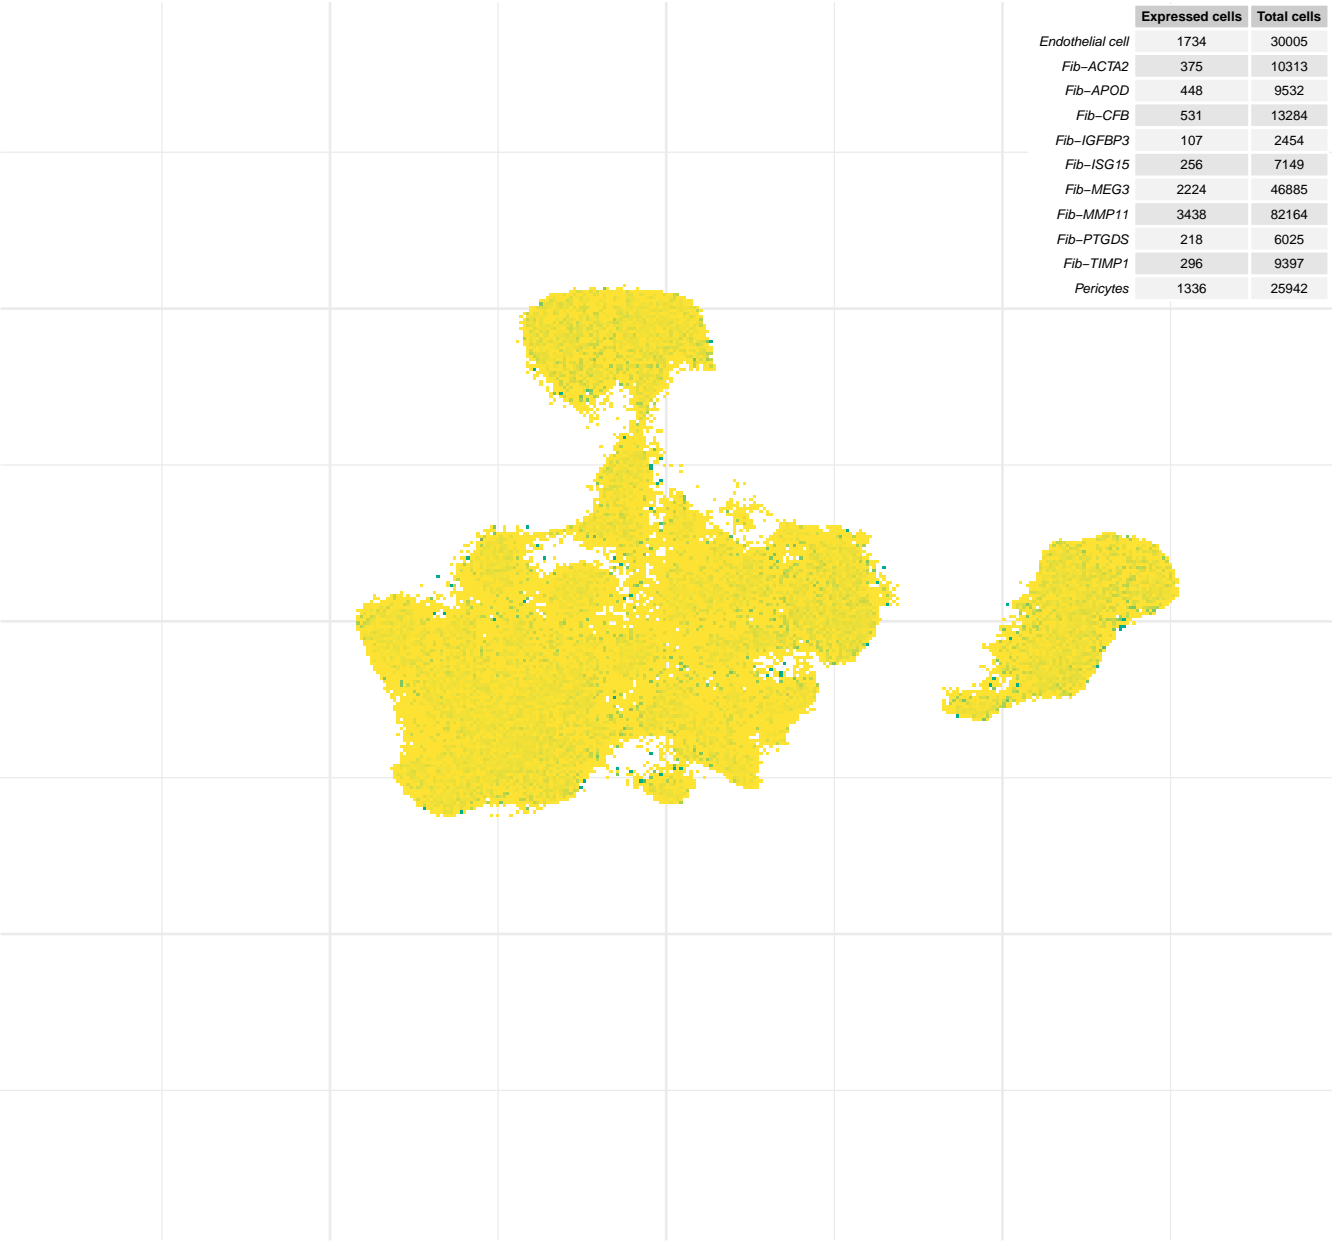 Expressed cells Total cells
Endothelial cell 1734 30005
Fib−ACTA2 375 10313
Fib−APOD 448 9532
Fib−CFB 531 13284
Fib−IGFBP3 107 2454
Fib−ISG15 256 7149
Fib−MEG3 2224 46885
Fib−MMP11 3438 82164
Fib−PTGDS 218 6025
Fib−TIMP1 296 9397
Pericytes 1336 25942